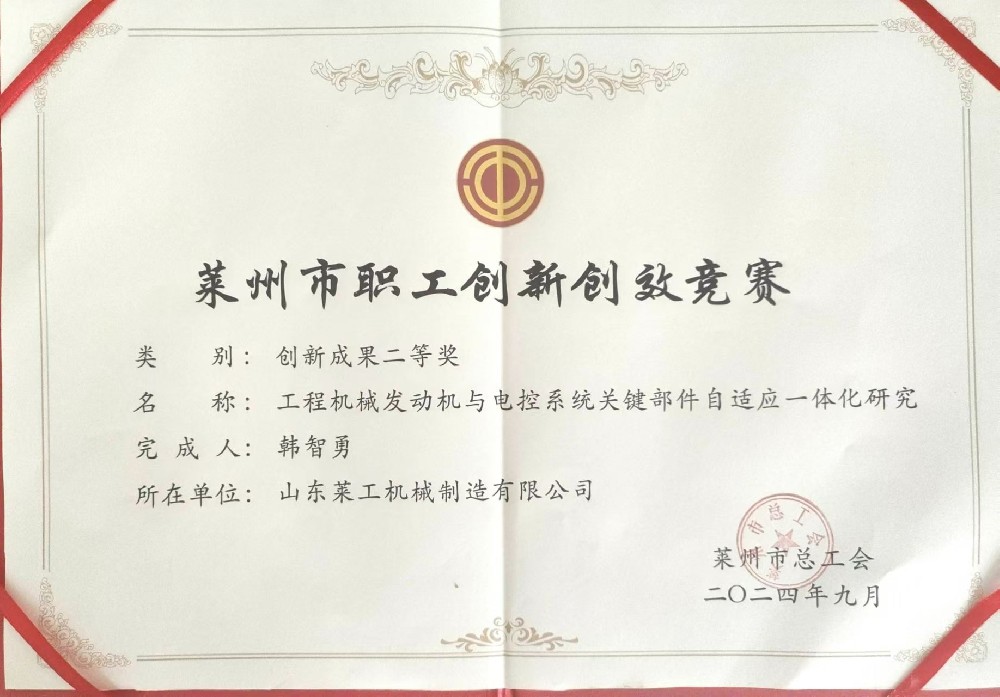 莱州市职工创新创效竞赛
类 别：创新成果二等奖
名 称：工程机械发动机与电控系统关键部件自适应一体化研究
完成人：韩智勇
所在单位：山东莱工机械制造有限公司
市总工会
莱州市总工会
二〇二四年九月